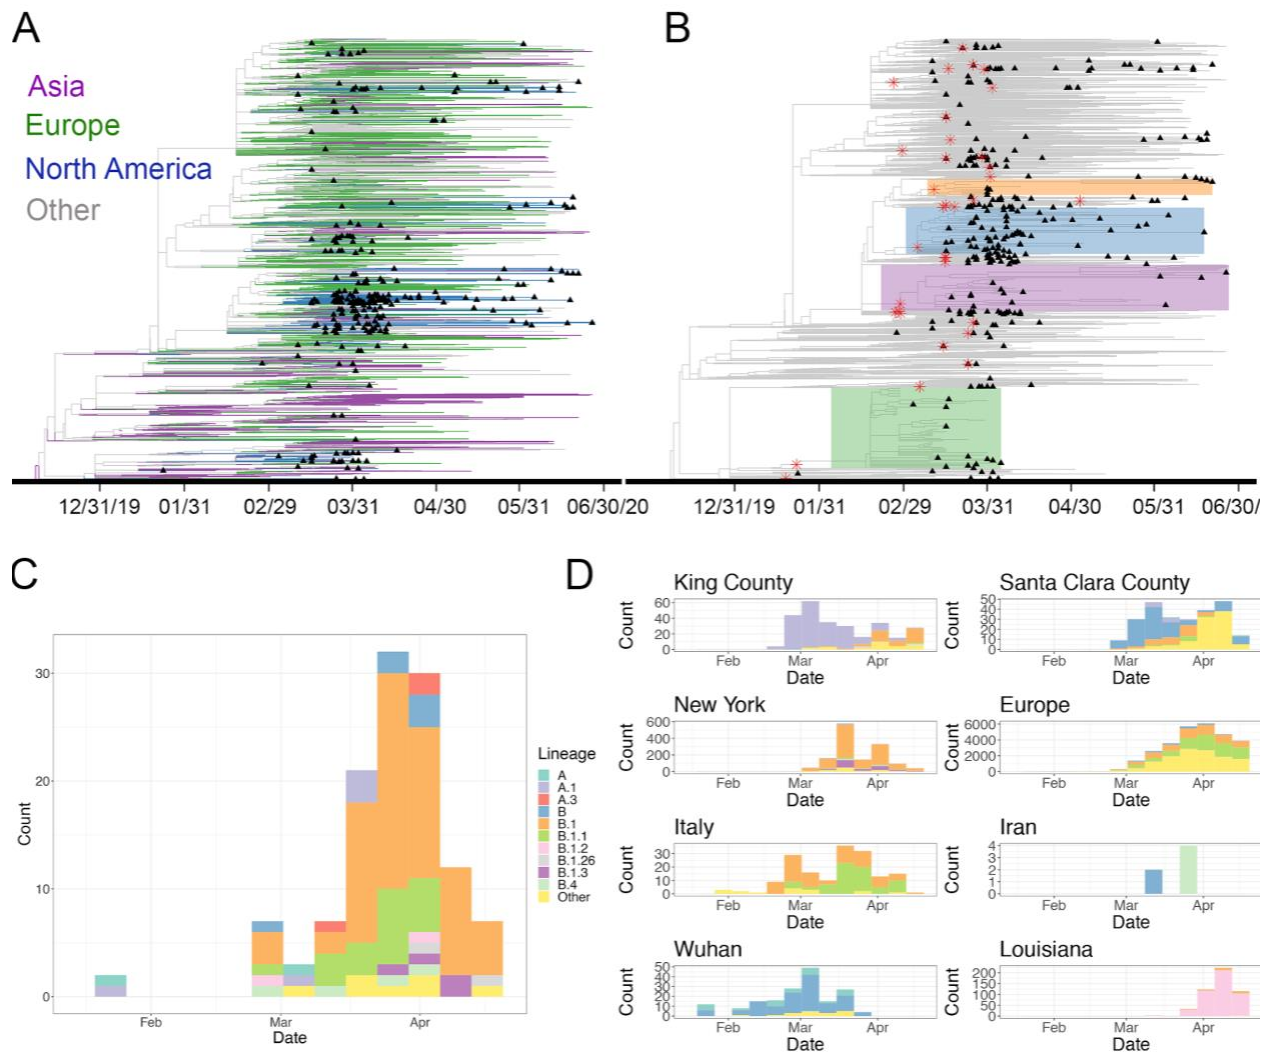 A
B
Asia
Europe
North America
Other
12/31/19 01/31 02/29 03/31 04/30 05/31 06/30/20
12/31/19 01/31 02/29 03/31 04/30 05/31 06/30/
C
Count
30
20
10
0
Feb Mar Apr
Date
Lineage
A
A.1
A.3
B
B.1
B.1.1
B.1.2
B.1.26
B.1.3
B.4
Other
D
King County
Count
60
40
20
0
Feb Mar Apr
Date
Santa Clara County
Count
50
40
30
20
10
0
Feb Mar Apr
Date
New York
Count
600
400
200
0
Feb Mar Apr
Date
Europe
Count
6000
4000
2000
0
Feb Mar Apr
Date
Italy
Count
30
20
10
0
Feb Mar Apr
Date
Iran
Count
4
3
2
1
0
Feb Mar Apr
Date
Wuhan
Count
50
40
30
20
10
0
Feb Mar Apr
Date
Louisiana
Count
200
150
100
50
0
Feb Mar Apr
Date